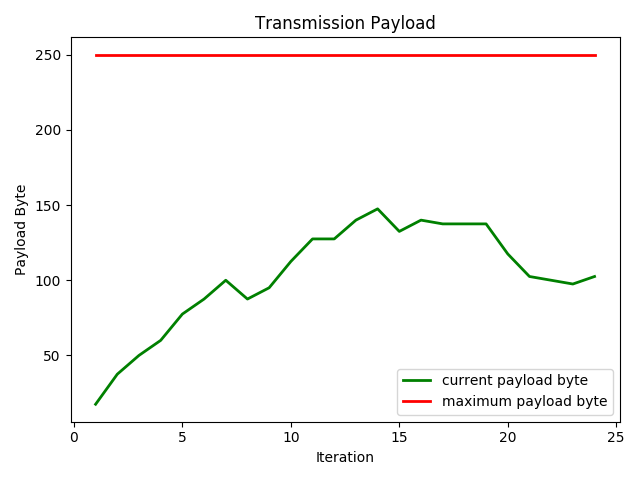 Transmission Payload
250
200
150
100
50
Payload Byte
current payload byte
maximum payload byte
0 5 10 15 20 25
Iteration